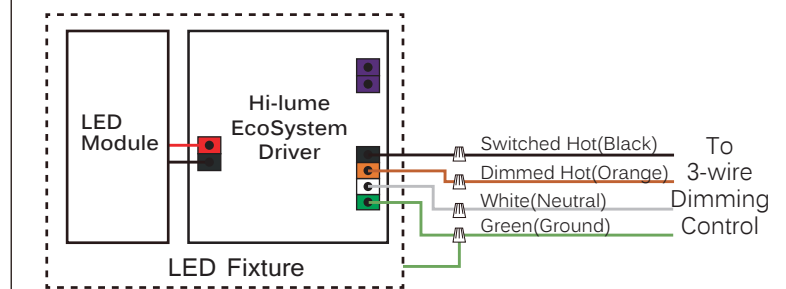 LED
Module
Hi-lume
EcoSystem
Driver
Switched Hot(Black)
Dimmed Hot(Orange)
White(Neutral)
Green(Ground)
To
3-wire
Dimming
Control
LED Fixture